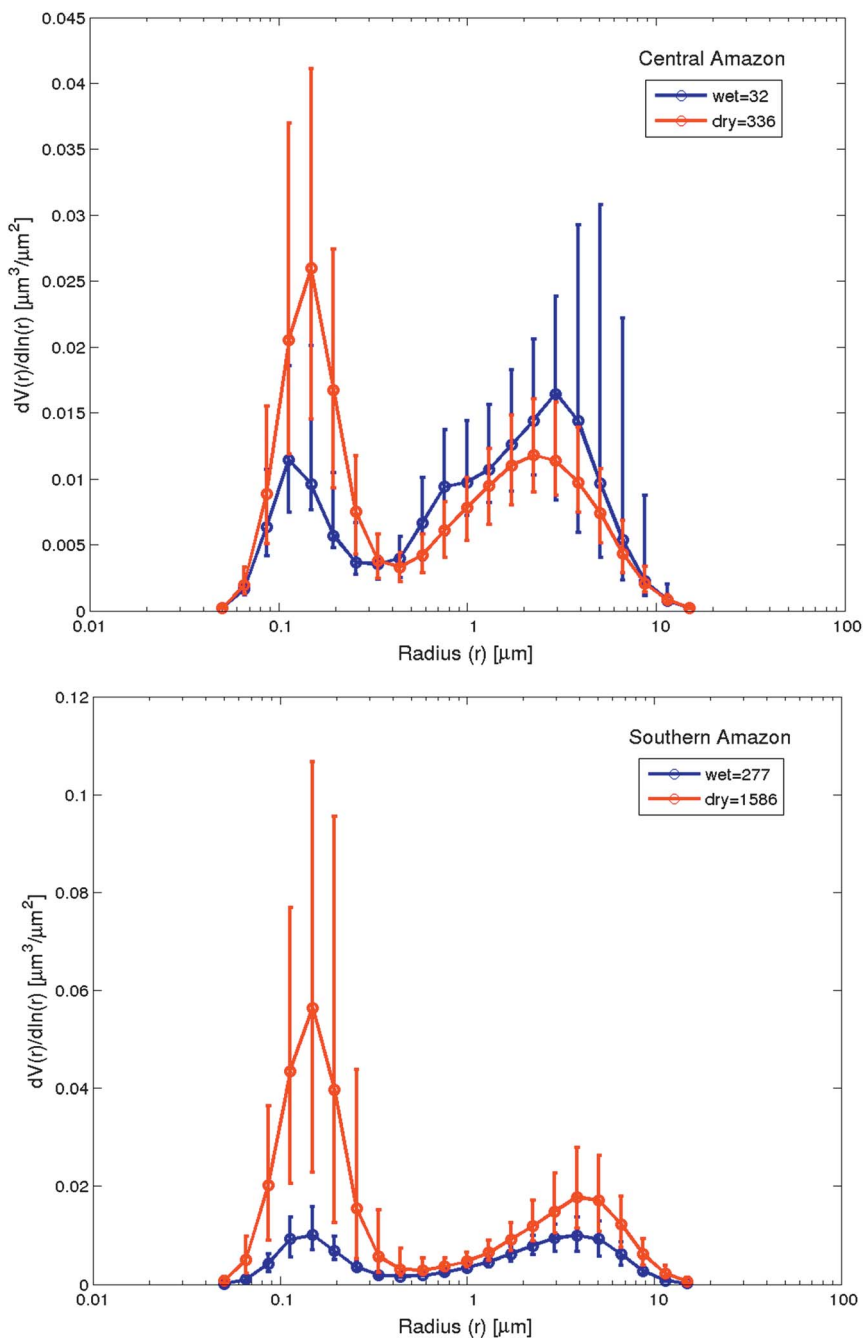 0.045
0.04
0.035
0.03
0.025
0.02
0.015
0.01
0.005
0
dV(r)/dln(r) [μm³/μm²]
Central Amazon
wet=32
dry=336
0.01
0.1
1
10
100
Radius (r) [μm]
0.12
0.1
0.08
0.06
0.04
0.02
0
dV(r)/dln(r) [μm³/μm²]
Southern Amazon
wet=277
dry=1586
0.01
0.1
1
10
100
Radius (r) [μm]